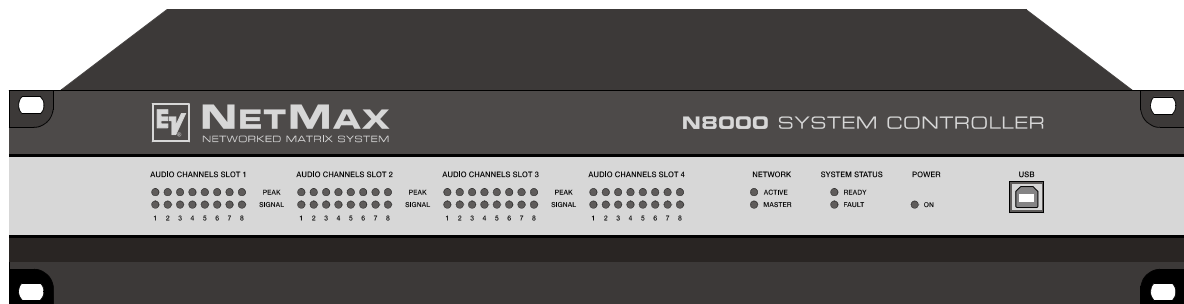 EV NETMAX
NETWORKED MATRIX SYSTEM
N8000 SYSTEM CONTROLLER
AUDIO CHANNELS SLOT 1
PEAK
SIGNAL
1 2 3 4 5 6 7 8
AUDIO CHANNELS SLOT 2
PEAK
SIGNAL
1 2 3 4 5 6 7 8
AUDIO CHANNELS SLOT 3
PEAK
SIGNAL
1 2 3 4 5 6 7 8
AUDIO CHANNELS SLOT 4
1 2 3 4 5 6 7 8
NETWORK
ACTIVE
MASTER
SYSTEM STATUS
READY
FAULT
POWER
ON
USB